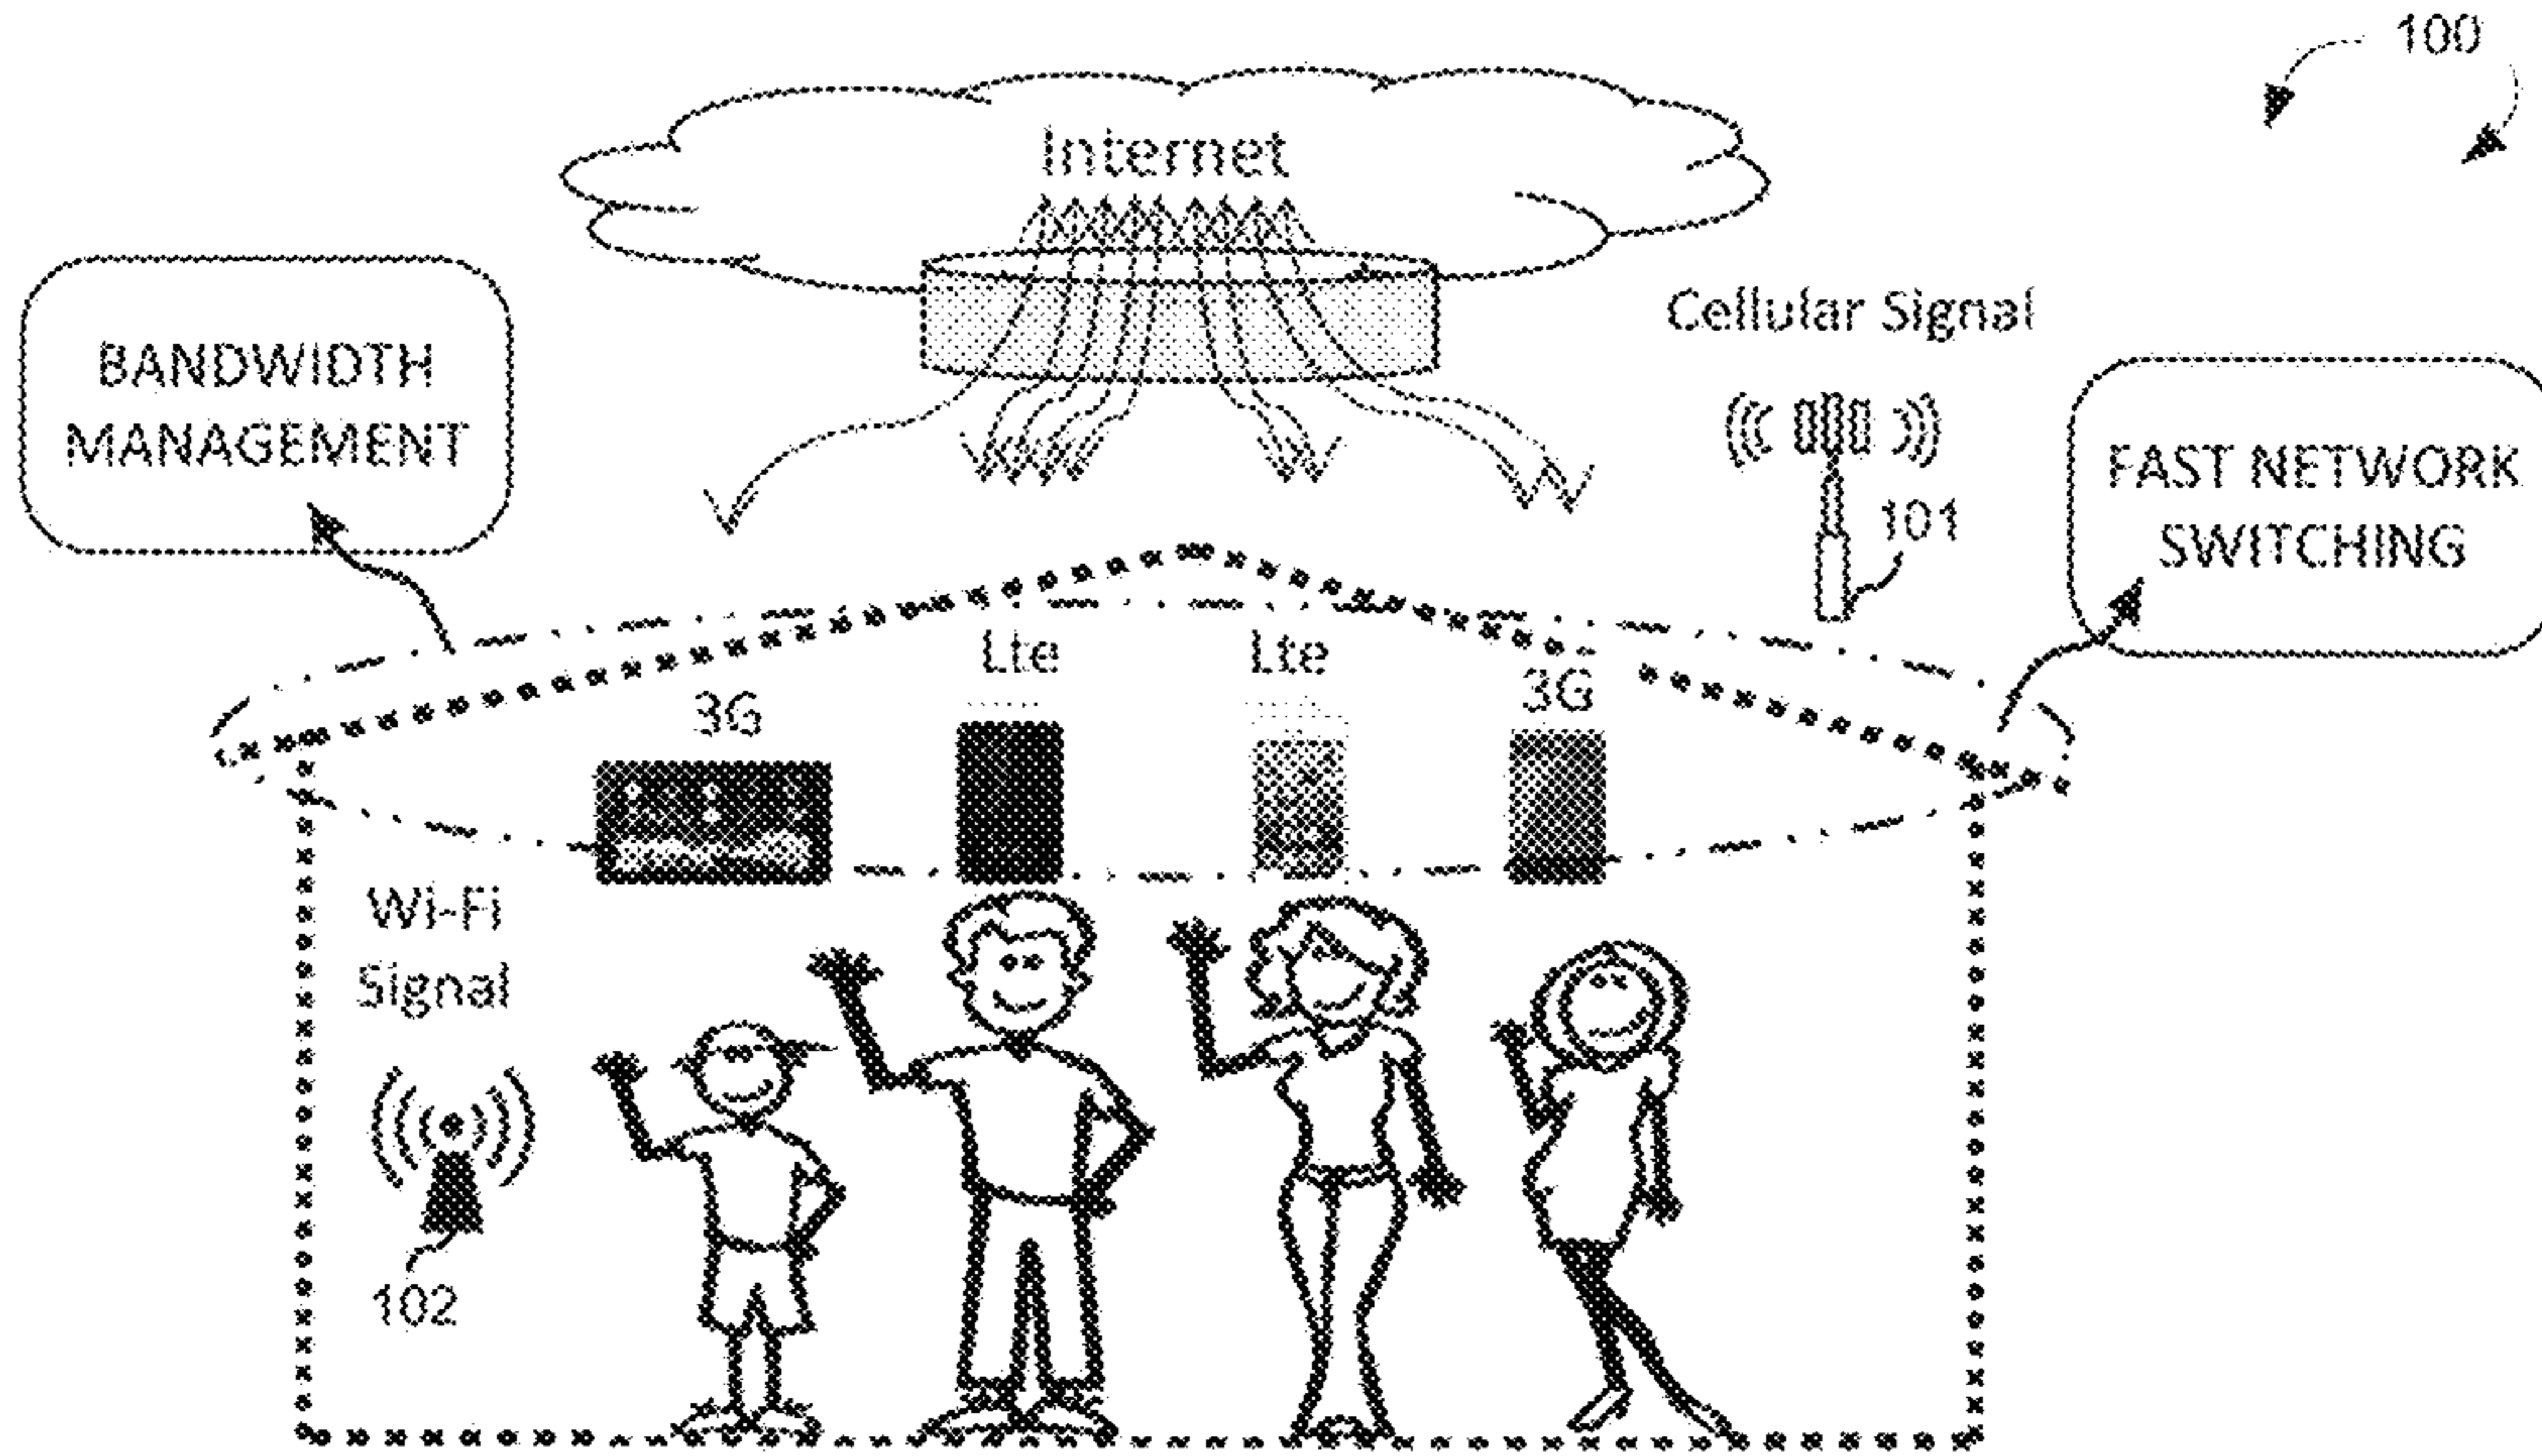 100
Internet
Cellular Signal
BANDWIDTH
MANAGEMENT
FAST NETWORK
SWITCHING
101
Lte
Lte
3G
3G
Wi-Fi
Signal
102